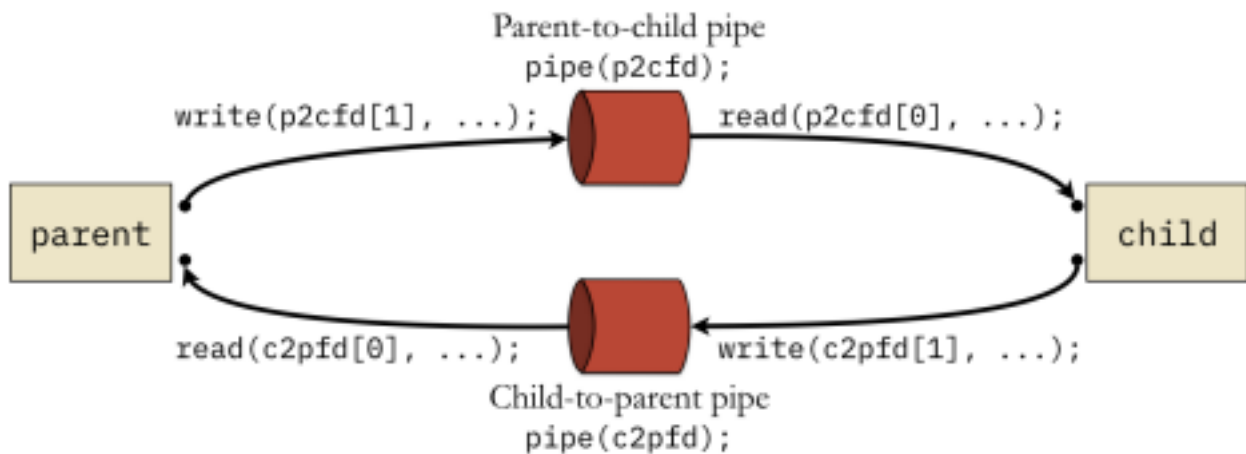 Parent-to-child pipe
pipe(p2cfd);
write(p2cfd[1], ...);
read(p2cfd[0], ...);
parent
child
read(c2pfd[0], ...);
write(c2pfd[1], ...);
Child-to-parent pipe
pipe(c2pfd);